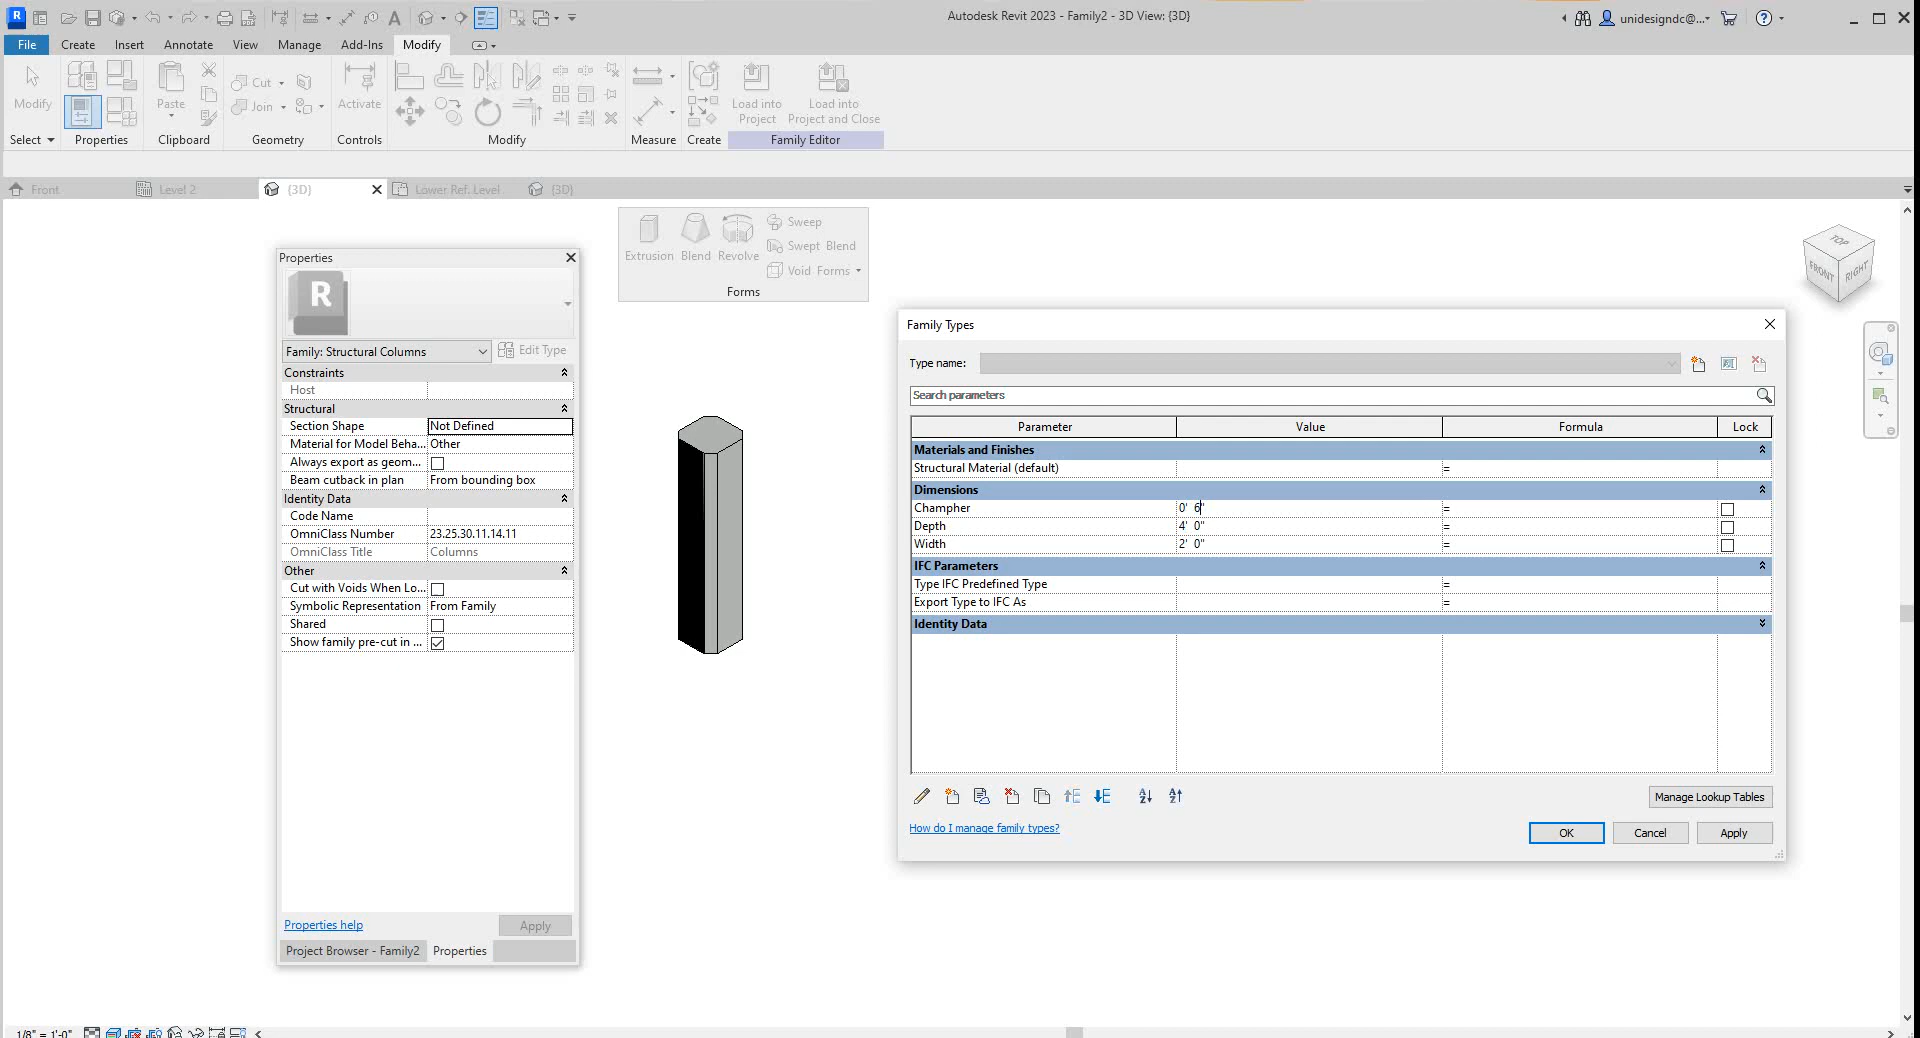 Autodesk Revit 2023 - Family2 - 3D View: {3D}
unidesigndc@...
File Create Insert Annotate View Manage Add-Ins Modify
Modify Paste Cut Join Activate Load into Project Load into Project and Close
Select Properties Clipboard Geometry Controls Modify Measure Create Family Editor
Front Level 2 {3D} Lower Ref. Level {3D}
Extrusion Blend Revolve Sweep
Swept Blend
Void Forms
Forms
TOP
FRONT RIGHT
Properties
R
Family: Structural Columns Edit Type
Constraints
Host
Structural
Section Shape Not Defined
Material for Model Beha... Other
Always export as geom...
Beam cutback in plan From bounding box
Identity Data
Code Name
OmniClass Number 23.25.30.11.14.11
OmniClass Title Columns
Other
Cut with Voids When Lo...
Symbolic Representation From Family
Shared
Show family pre-cut in ...
Properties help Apply
Project Browser - Family2 Properties
Family Types
Type name:
Search parameters
Parameter Value Formula Lock
Materials and Finishes
Structural Material (default) =
Dimensions
Champher 0' 6" =
Depth 4' 0" =
Width 2' 0" =
IFC Parameters
Type IFC Predefined Type =
Export Type to IFC As =
Identity Data
Manage Lookup Tables
How do I manage family types?
OK Cancel Apply
1/8" = 1'-0"